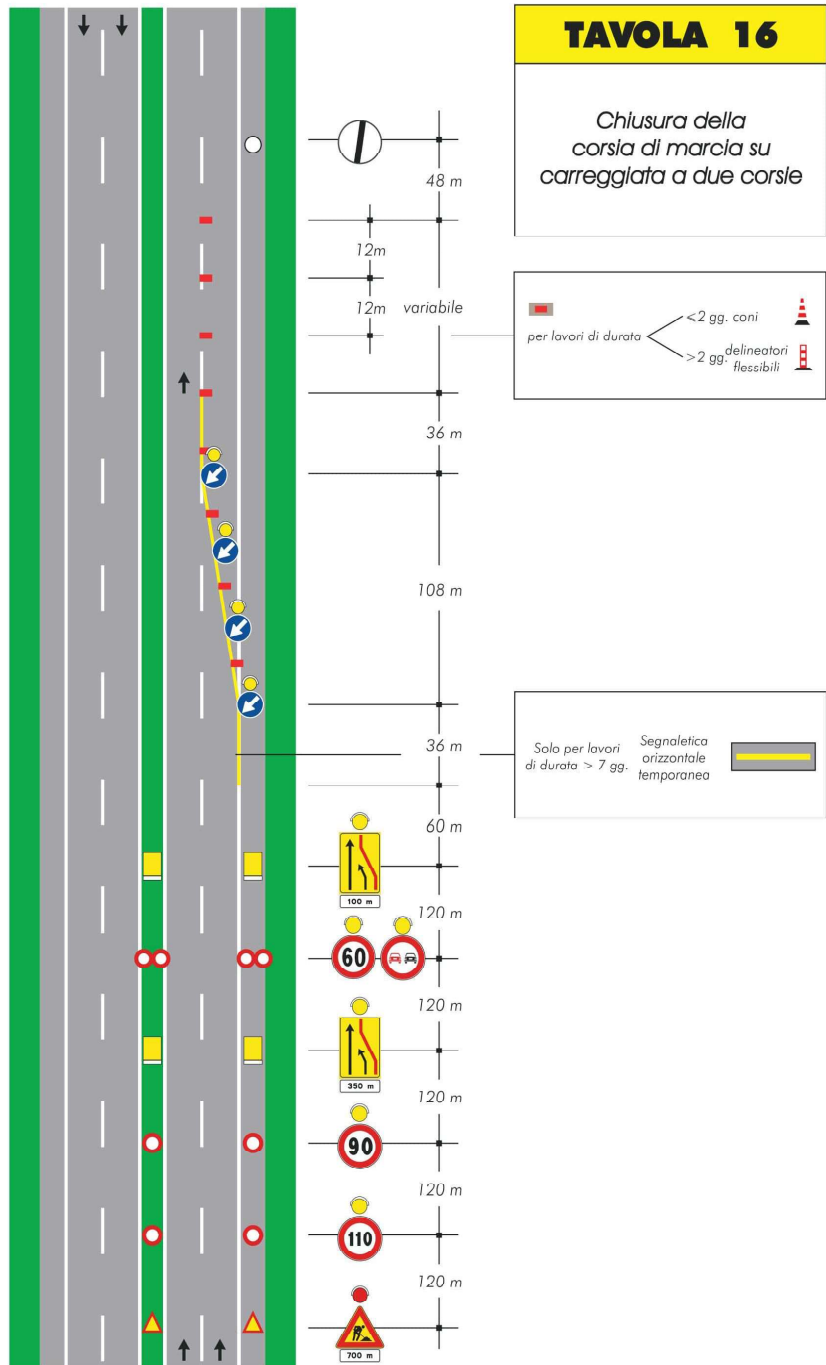 TAVOLA 16
Chiusura della
corsia di marcia su
carreggiata a due corsie
48 m
12m
12m
variabile
per lavori di durata
<2 gg. coni
>2 gg. delineatori
flessibili
36 m
108 m
36 m
Solo per lavori
di durata > 7 gg.
Segnaletica
orizzontale
temporanea
60 m
100 m
120 m
60
120 m
350 m
120 m
90
120 m
110
120 m
700 m